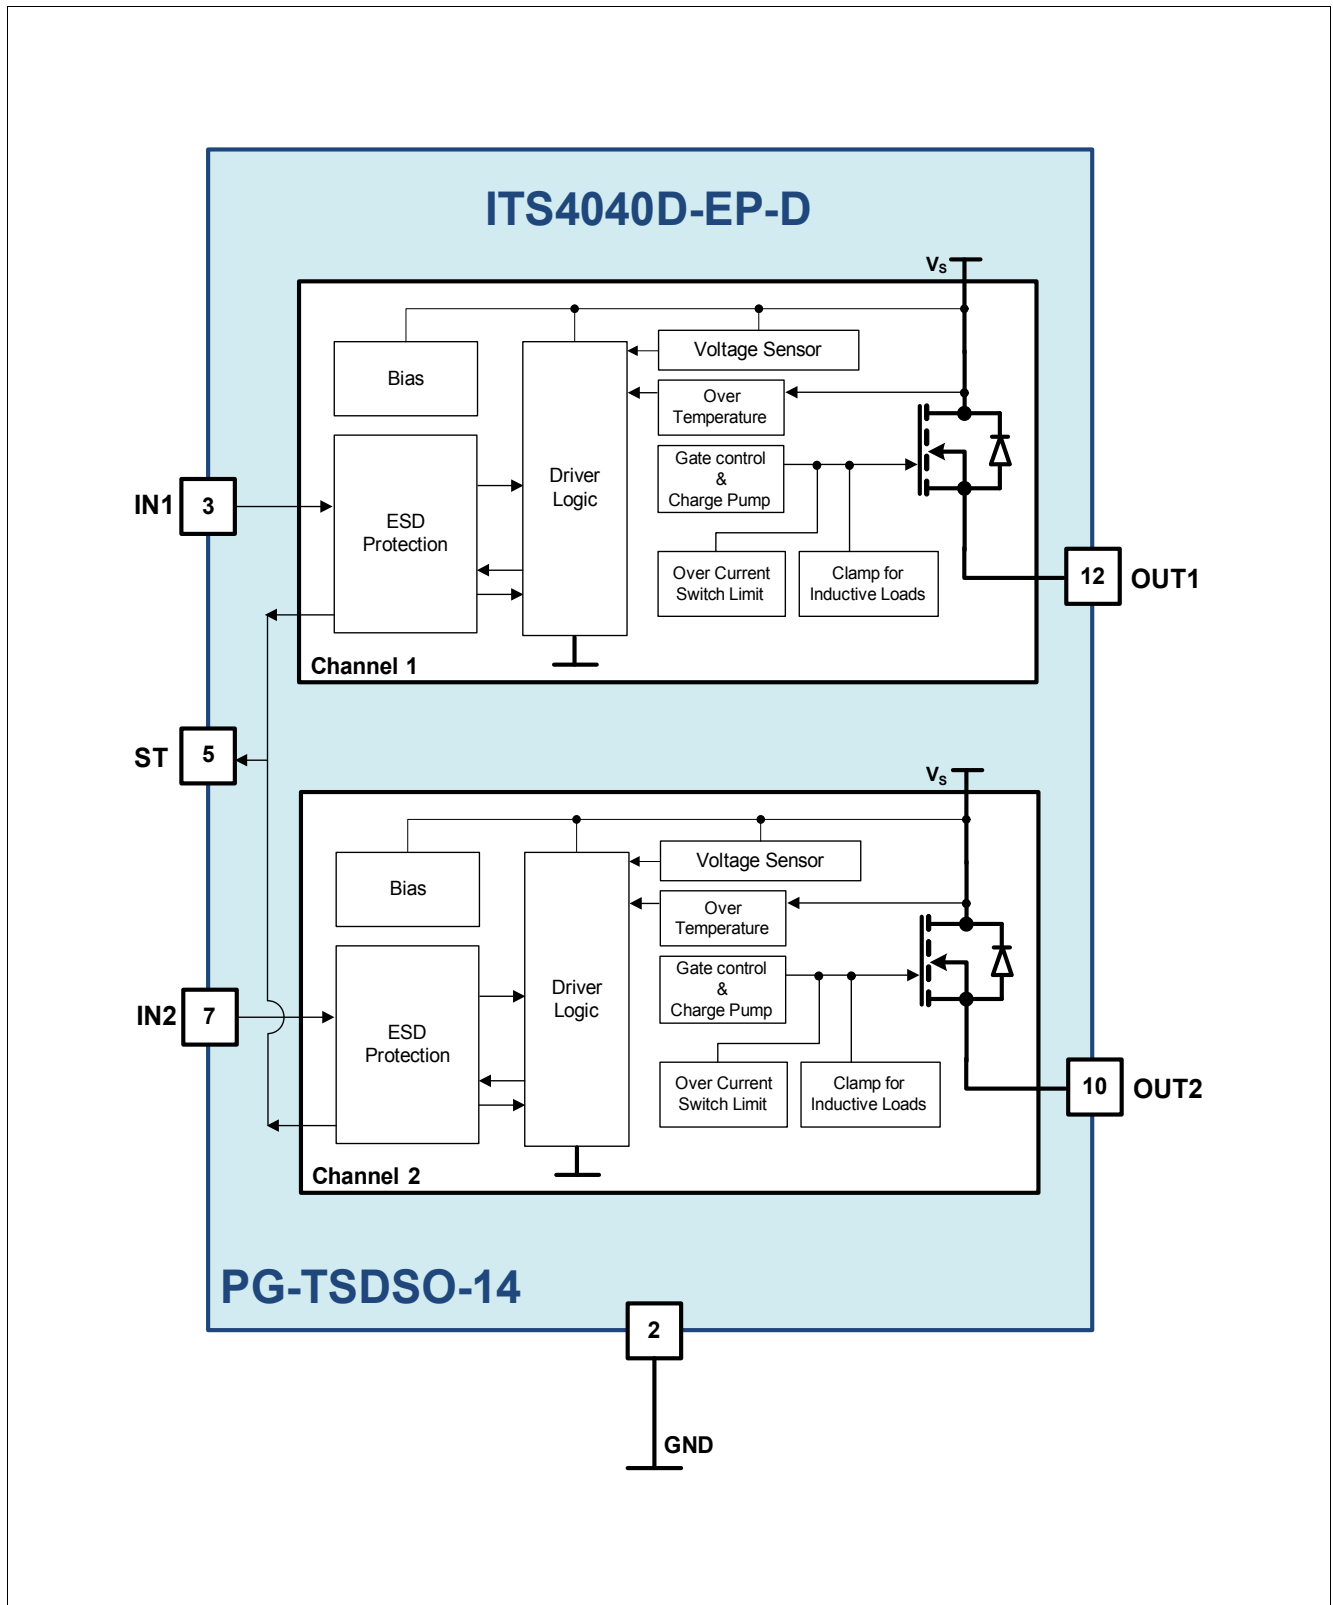 ITS4040D-EP-D
VS
Voltage Sensor
Bias
Over
Temperature
Gate control
&
Charge Pump
Driver
Logic
IN1
3
ESD
Protection
Over Current
Switch Limit
Clamp for
Inductive Loads
12
OUT1
Channel 1
ST
5
VS
Voltage Sensor
Bias
Over
Temperature
Gate control
&
Charge Pump
Driver
Logic
IN2
7
ESD
Protection
Over Current
Switch Limit
Clamp for
Inductive Loads
10
OUT2
Channel 2
PG-TSDSO-14
2
GND